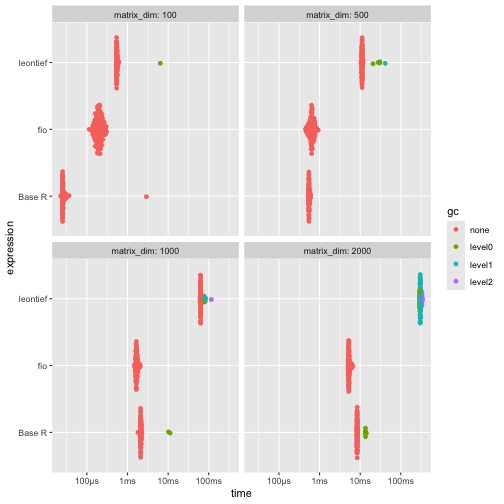 matrix_dim: 100
matrix_dim: 500
leontief
fio
Base R
matrix_dim: 1000
matrix_dim: 2000
leontief
fio
Base R
expression
100µs
1ms
10ms
100ms
100µs
1ms
10ms
100ms
time
gc
none
level0
level1
level2